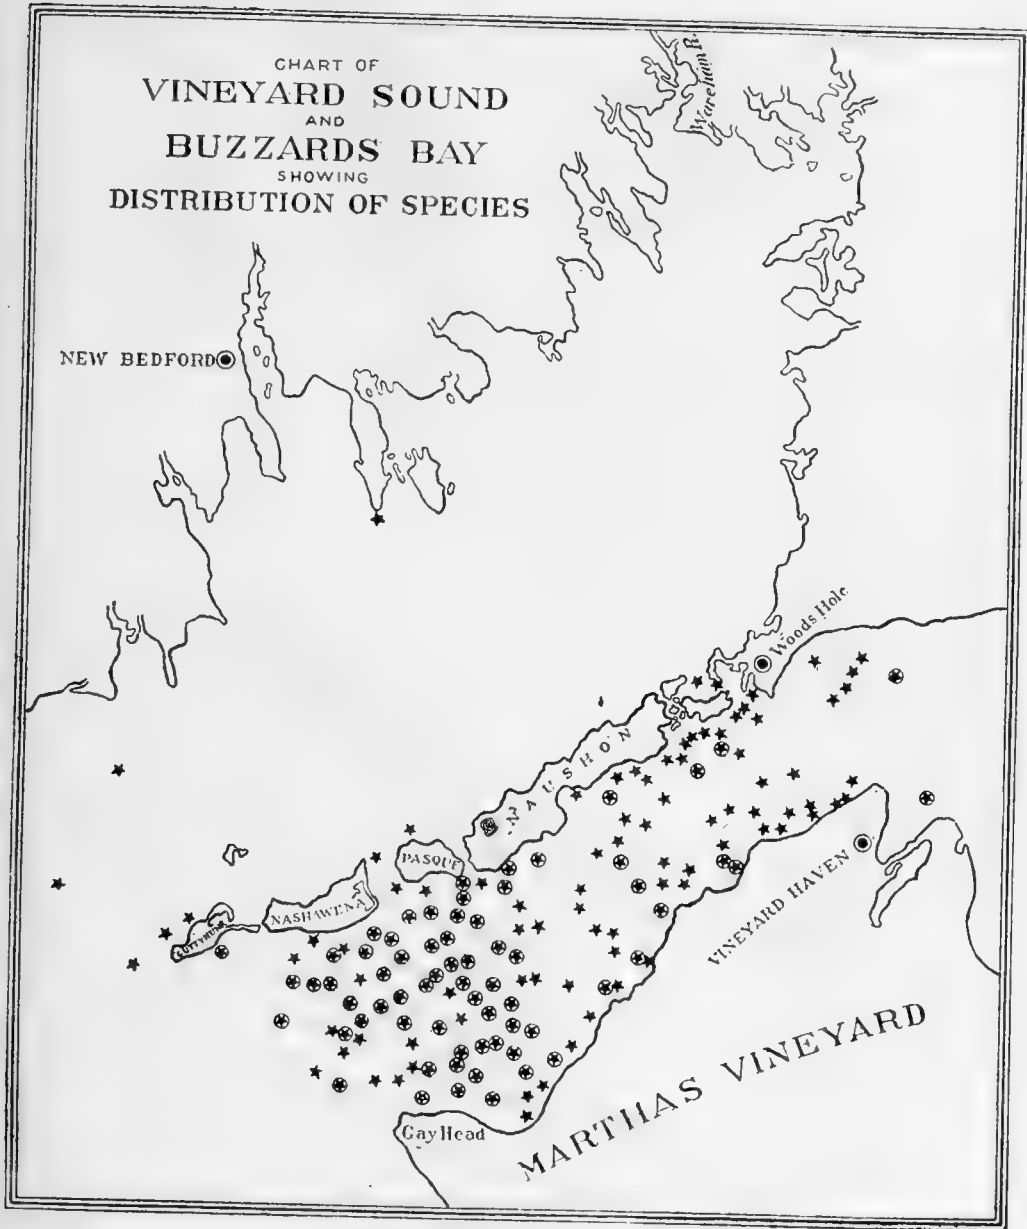 CHART OF
VINEYARD SOUND
AND
BUZZARDS BAY
SHOWING
DISTRIBUTION OF SPECIES
Wareham R.
NEW BEDFORD
Woods Hole
NAUSHON
PASQUE
NASHAWENA
CUTTYHUNK
VINEYARD HAVEN
MARTHAS VINEYARD
Gay Head